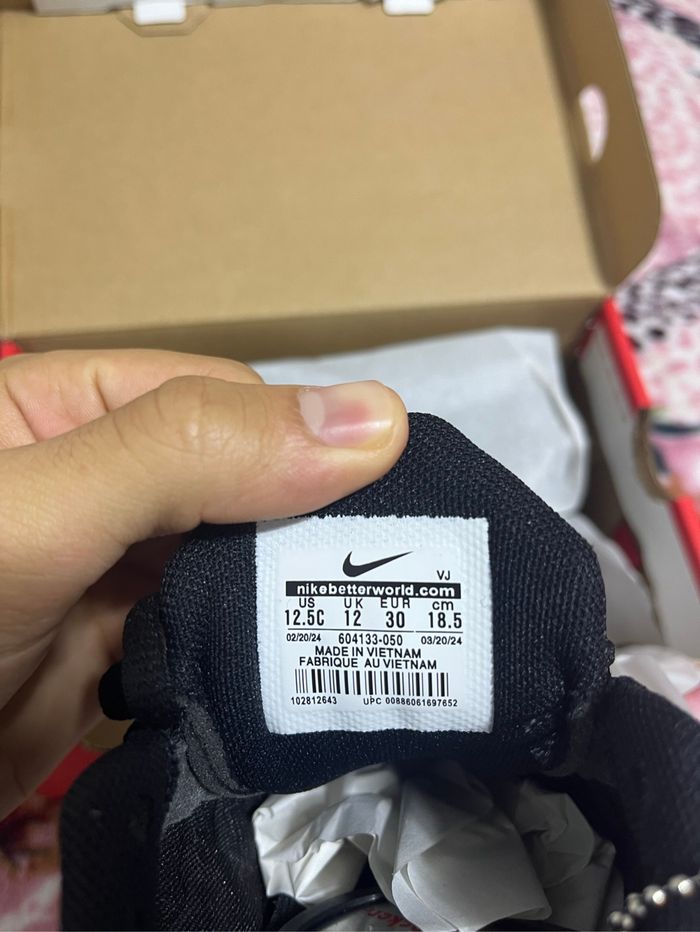 VJ
nikebetterworld.com
US UK EUR cm
12.5C 12 30 18.5
02/20/24 604133-050 03/20/24
MADE IN VIETNAM
FABRIQUE AU VIETNAM
102812643 UPC 00886061697652